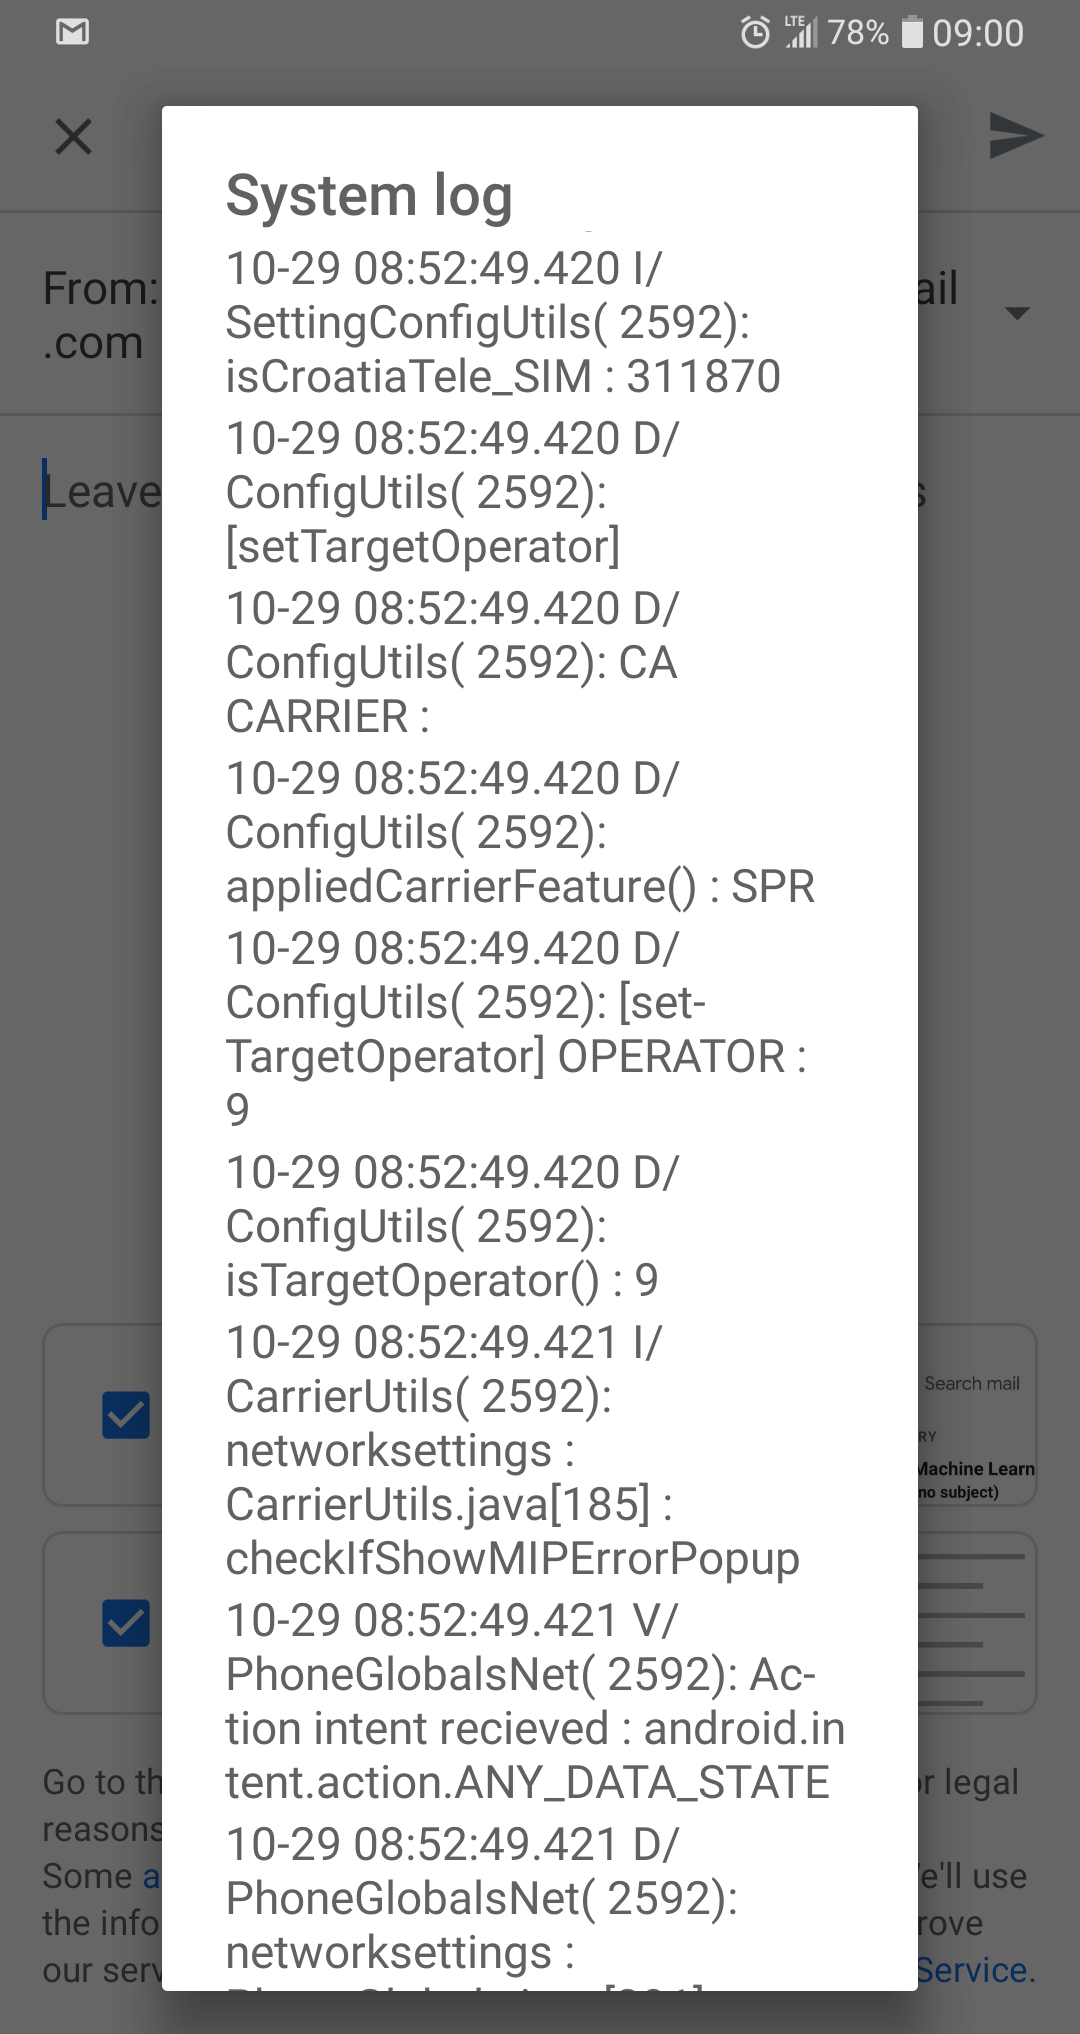 LTE 78% 09:00
System log
From: ail
.com
10-29 08:52:49.420 I/
SettingConfigUtils( 2592):
isCroatiaTele_SIM : 311870
10-29 08:52:49.420 D/
ConfigUtils( 2592):
[setTargetOperator]
10-29 08:52:49.420 D/
ConfigUtils( 2592): CA
CARRIER :
10-29 08:52:49.420 D/
ConfigUtils( 2592):
appliedCarrierFeature() : SPR
10-29 08:52:49.420 D/
ConfigUtils( 2592): [set-
TargetOperator] OPERATOR :
9
10-29 08:52:49.420 D/
ConfigUtils( 2592):
isTargetOperator() : 9
10-29 08:52:49.421 I/
CarrierUtils( 2592):
networksettings :
CarrierUtils.java[185] :
checkIfShowMIPErrorPopup
10-29 08:52:49.421 V/
PhoneGlobalsNet( 2592): Ac-
tion intent recieved : android.in
tent.action.ANY_DATA_STATE
10-29 08:52:49.421 D/
PhoneGlobalsNet( 2592):
networksettings :
Leave s
Search mail
RY
Machine Learn
no subject)
Go to th or legal
reasons
Some a e'll use
the info rove
our serv Service.